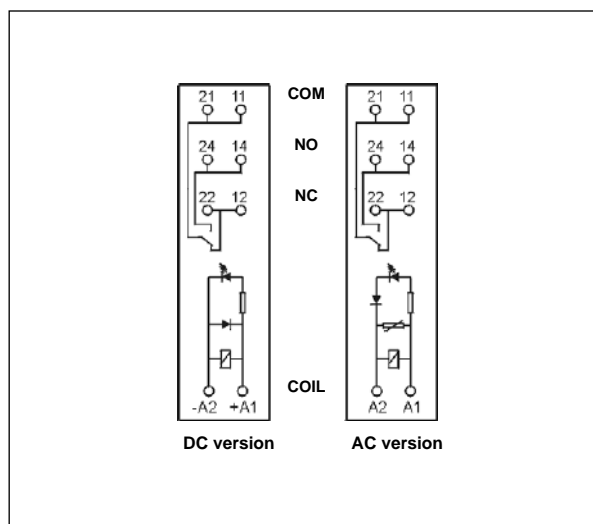 21 11 COM 21 11
24 14 NO 24 14
22 12 NC 22 12
COIL
-A2 +A1 A2 A1
DC version AC version